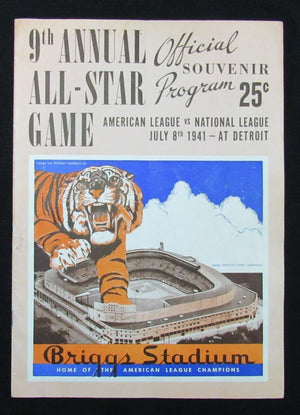 9th ANNUAL
ALL-STAR
GAME
Official
SOUVENIR
Program 25¢
AMERICAN LEAGUE vs NATIONAL LEAGUE
JULY 8th 1941 – AT DETROIT
Briggs Stadium
HOME OF THE AMERICAN LEAGUE CHAMPIONS